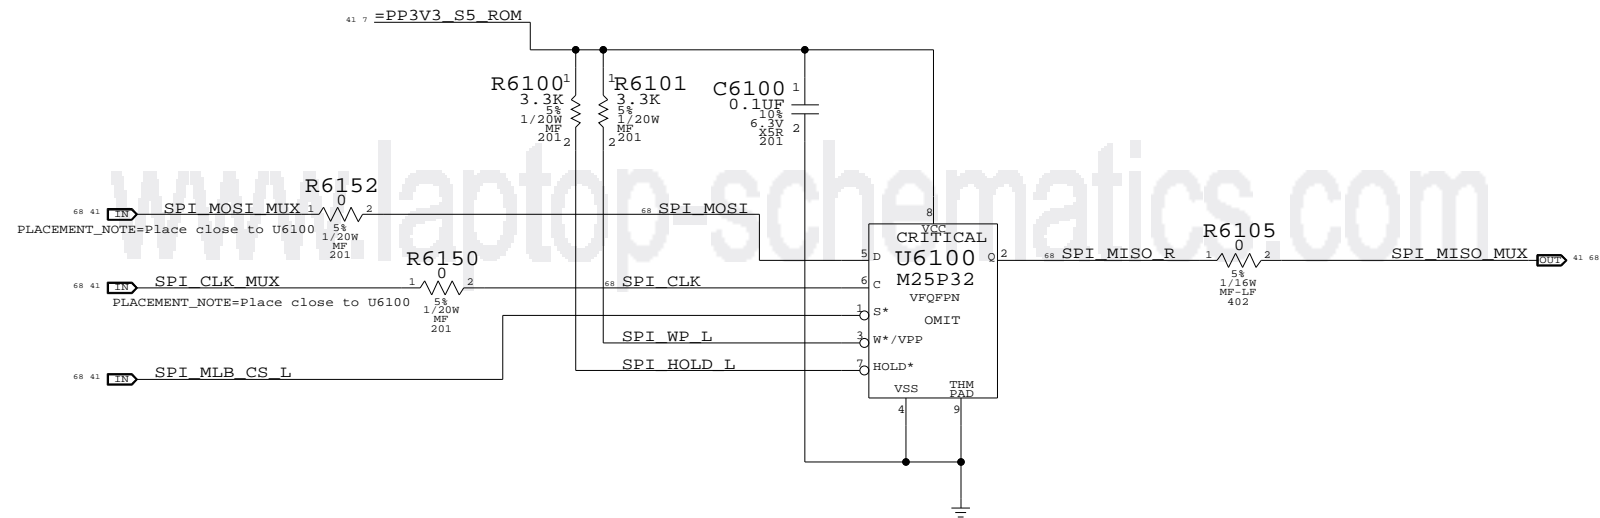 41 7 =PP3V3_S5_ROM
R6100 1
3.3K
5%
1/20W
MF
201 2
1 R6101
3.3K
5%
1/20W
MF
2 201
C6100 1
0.1UF
10%
6.3V
X5R
201
2
www.laptop-schematics.com
R6152
0
68 41 IN SPI_MOSI_MUX 1 2
68 SPI_MOSI
PLACEMENT_NOTE=Place close to U6100
5%
1/20W
MF
201
R6150
0
68 41 IN SPI_CLK_MUX 1 2
68 SPI_CLK
PLACEMENT_NOTE=Place close to U6100
5%
1/20W
MF
201
68 41 IN SPI_MLB_CS_L
SPI_WP_L
SPI_HOLD_L
8
VCC
CRITICAL
U6100
M25P32
VFQFPN
OMIT
5 D
6 C
1 S*
3 W*/VPP
7 HOLD*
Q 2
VSS
THM
PAD
4
9
68 SPI_MISO_R
R6105
0
1 2
5%
1/16W
MF-LF
402
SPI_MISO_MUX OUT 41 68